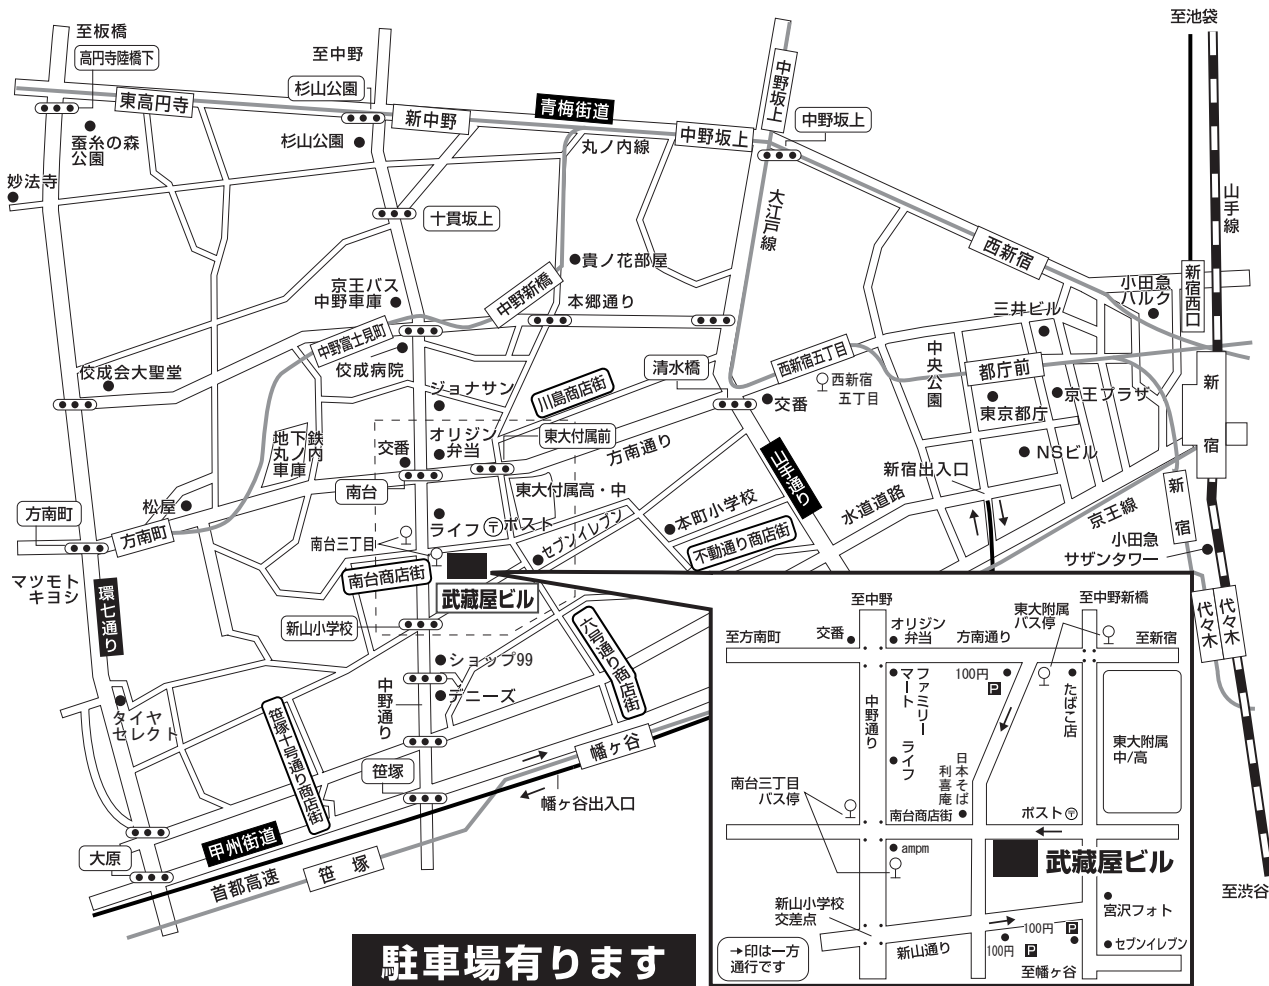 至板橋
高円寺陸橋下
至中野
杉山公園
東高円寺
新中野
青梅街道
中野坂上
中野坂上
中野坂上
至池袋
山手線
蚕糸の森
公園
杉山公園
丸ノ内線
妙法寺
十貫坂上
大江戸線
西新宿
貴ノ花部屋
京王バス
中野車庫
中野新橋
本郷通り
小田急
ハルク
新宿西口
三井ビル
中野富士見町
佼成病院
佼成会大聖堂
清水橋
西新宿五丁目
西新宿
五丁目
中央公園
都庁前
新宿
ジョナサン
川島商店街
交番
東京都庁
京王プラザ
地下鉄
丸ノ内
車庫
交番
オリジン
弁当
東大付属前
方南通り
山手通り
NSビル
新宿出入口
南台
方南町
松屋
方南町
東大付属高・中
ライフ
〒ポスト
セブンイレブン
本町小学校
不動通り商店街
水道道路
京王線
新宿
小田急
サザンタワー
南台三丁目
マツモト
キヨシ
環七通り
南台商店街
武蔵屋ビル
代々木
代々木
新山小学校
六号通り商店街
ショップ99
デニーズ
中野通り
タイヤ
セレクト
笹塚十号通り商店街
笹塚
幡ヶ谷
幡ヶ谷出入口
大原
甲州街道
首都高速
笹塚
至渋谷
駐車場有ります
至中野
至中野新橋
東大附属
バス停
至方南町
交番
オリジン
弁当
方南通り
至新宿
ファミリー
マート
100円
P
たばこ店
中野通り
ライフ
東大附属
中/高
日本そば
利喜庵
南台三丁目
バス停
南台商店街
ポスト〒
ampm
武蔵屋ビル
新山小学校
交差点
宮沢フォト
100円
P
100円
P
セブンイレブン
新山通り
至幡ヶ谷
→印は一方
通行です